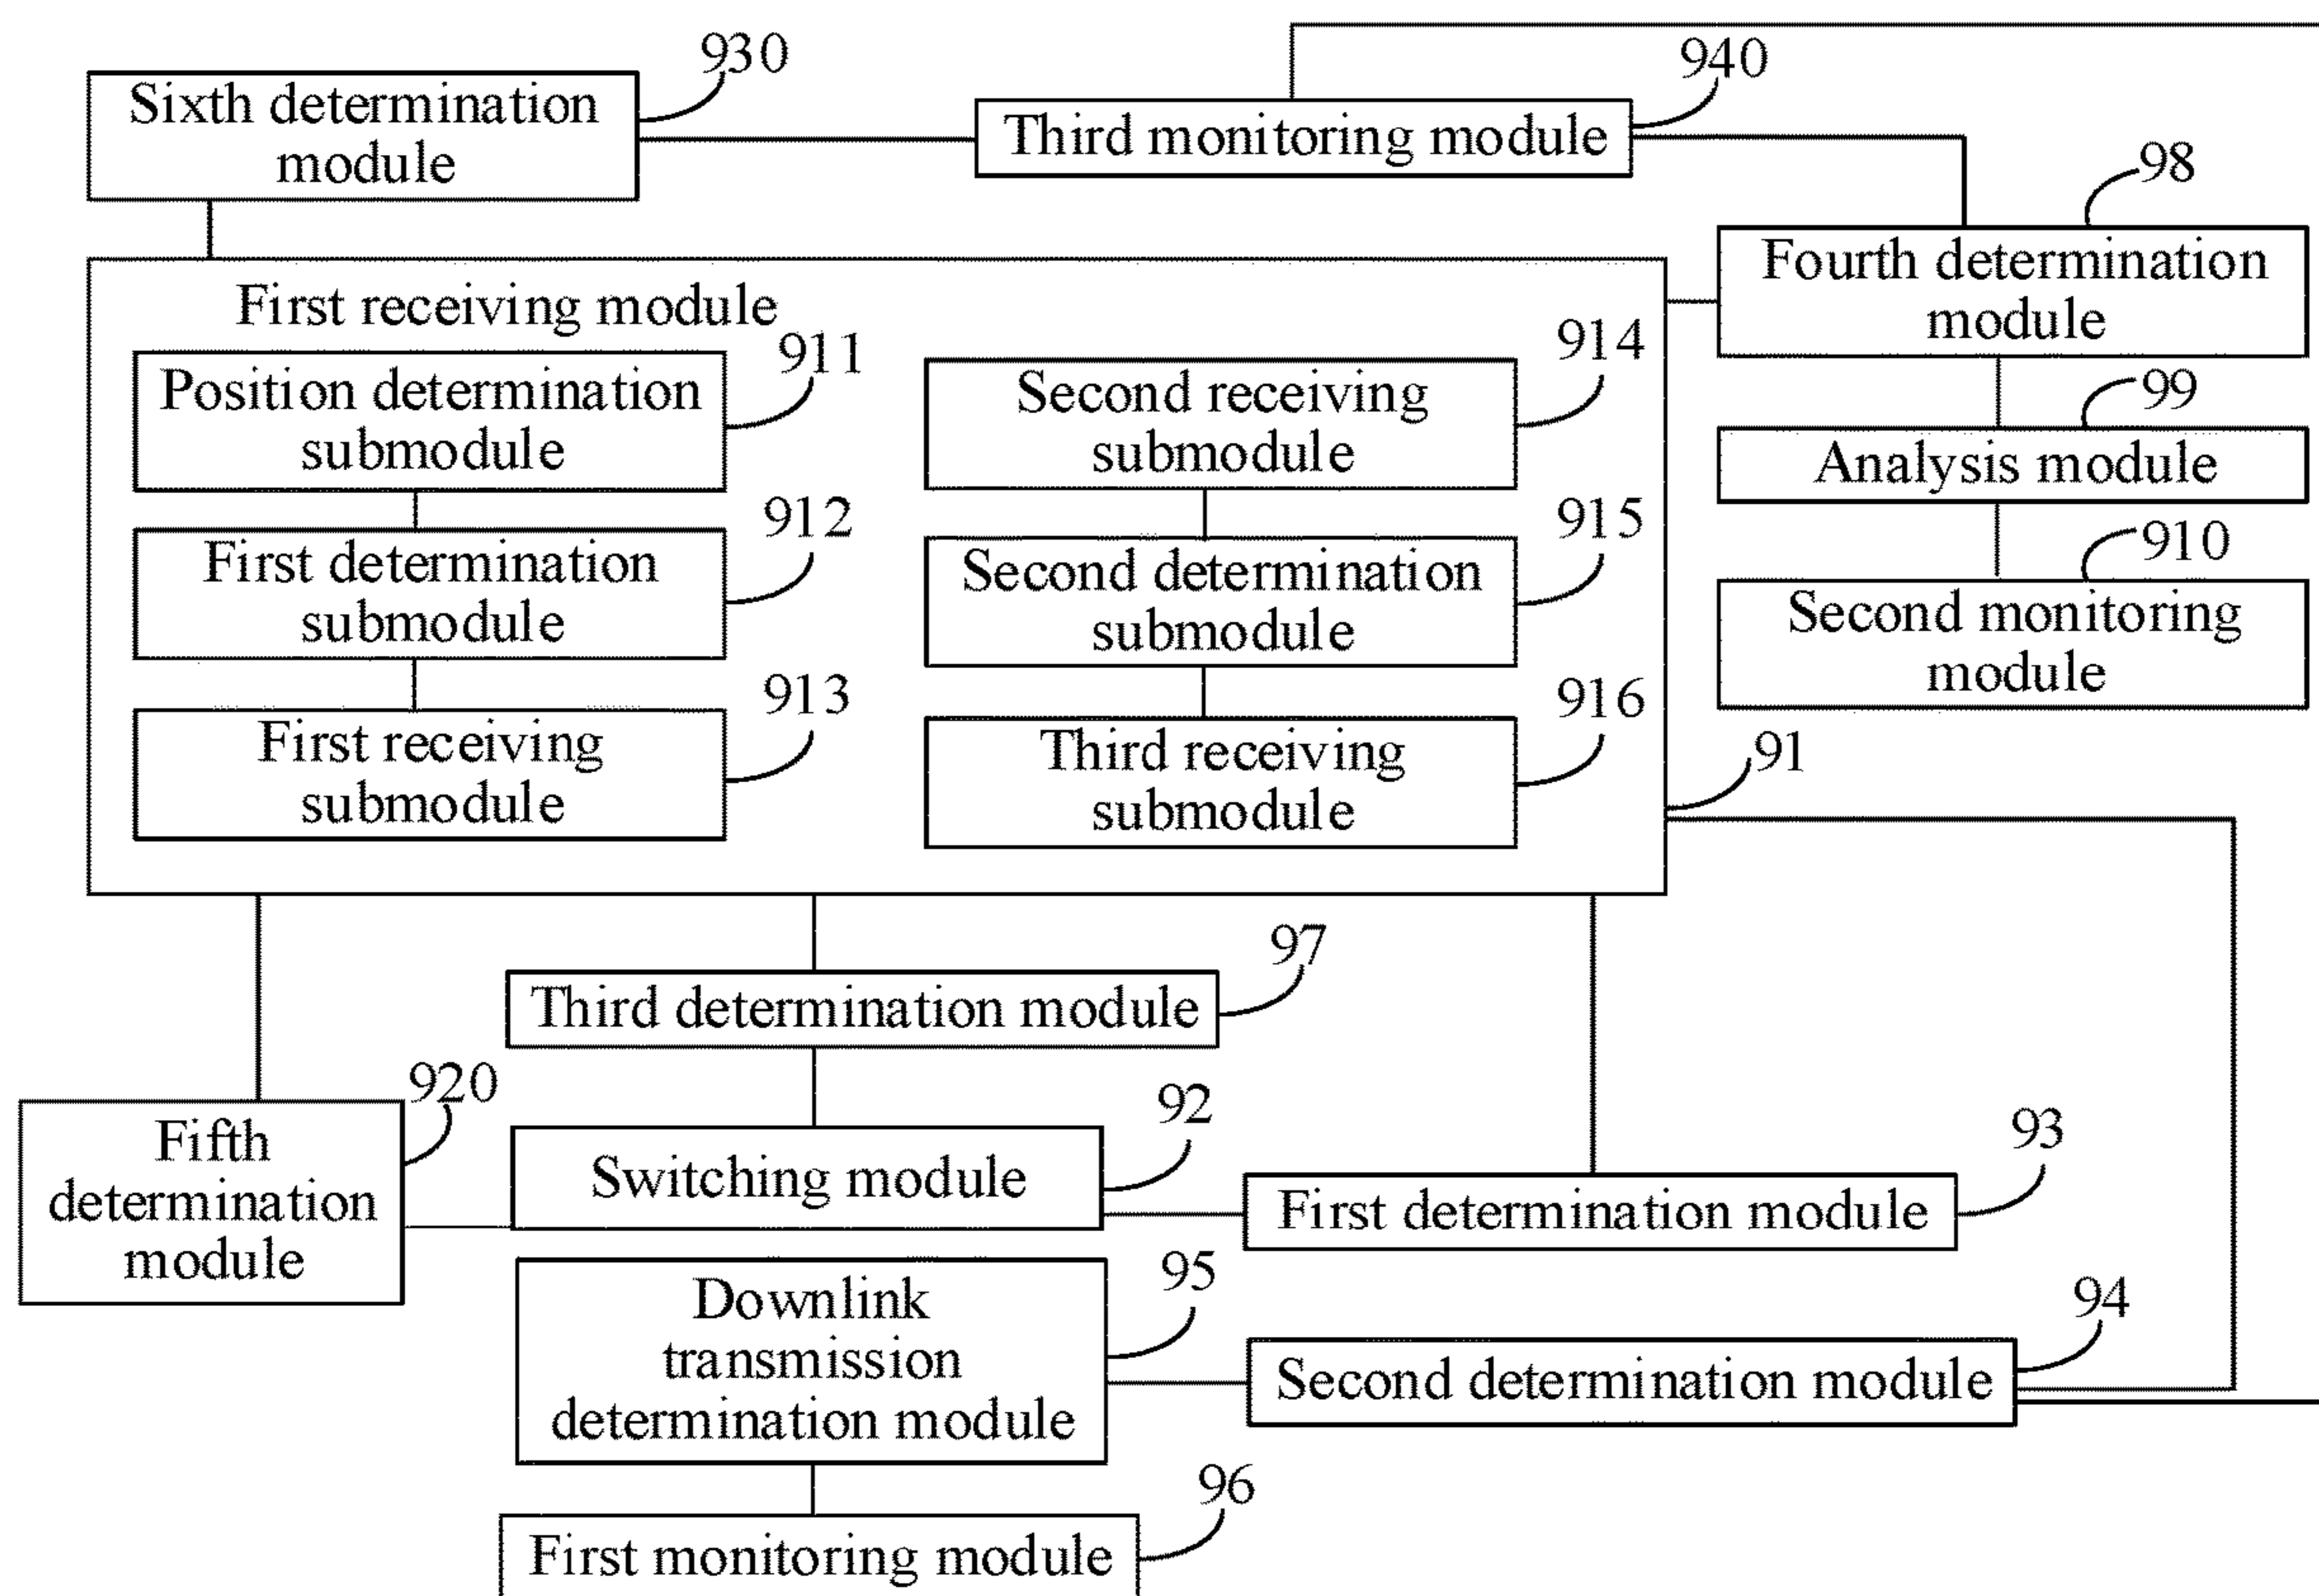 930
Sixth determination
module
940
Third monitoring module
98
Fourth determination
module
First receiving module
911
Position determination
submodule
914
Second receiving
submodule
99
Analysis module
912
First determination
submodule
915
Second determination
submodule
910
Second monitoring
module
913
First receiving
submodule
916
Third receiving
submodule
91
97
Third determination module
920
Fifth
determination
module
92
Switching module
93
First determination module
95
Downlink
transmission
determination module
94
Second determination module
96
First monitoring module